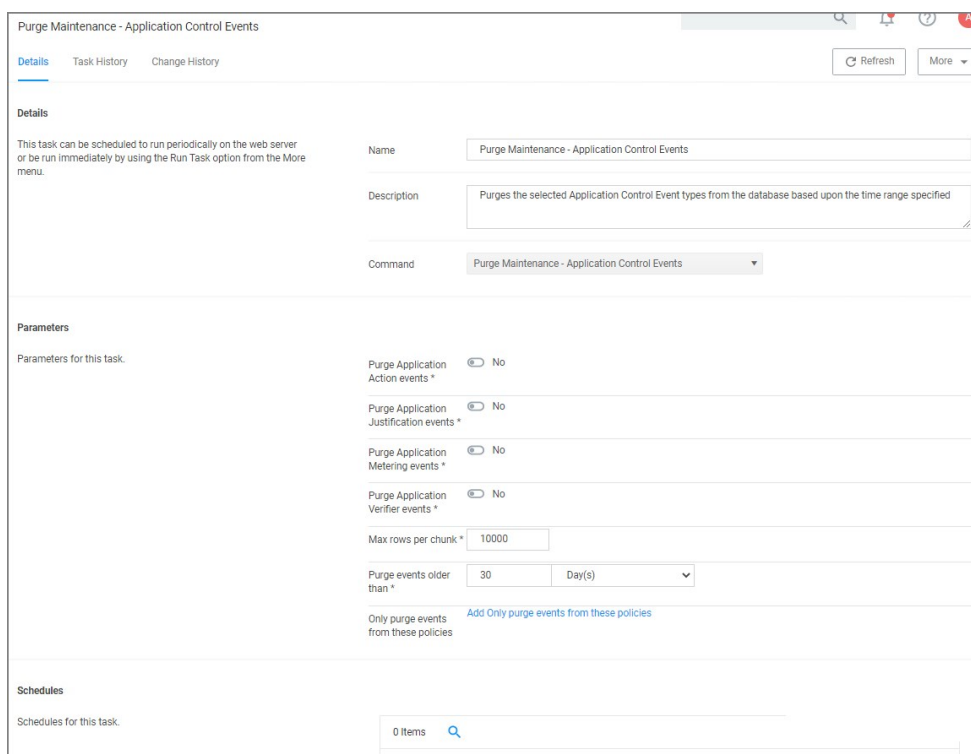 Purge Maintenance - Application Control Events
A
Details Task History Change History Refresh More
Details
This task can be scheduled to run periodically on the web server
or be run immediately by using the Run Task option from the More
menu.
Name Purge Maintenance - Application Control Events
Description Purges the selected Application Control Event types from the database based upon the time range specified
Command Purge Maintenance - Application Control Events
Parameters
Parameters for this task.
Purge Application
Action events * No
Purge Application
Justification events * No
Purge Application
Metering events * No
Purge Application
Verifier events * No
Max rows per chunk * 10000
Purge events older
than * 30 Day(s)
Only purge events
from these policies
Add Only purge events from these policies
Schedules
Schedules for this task.
0 Items